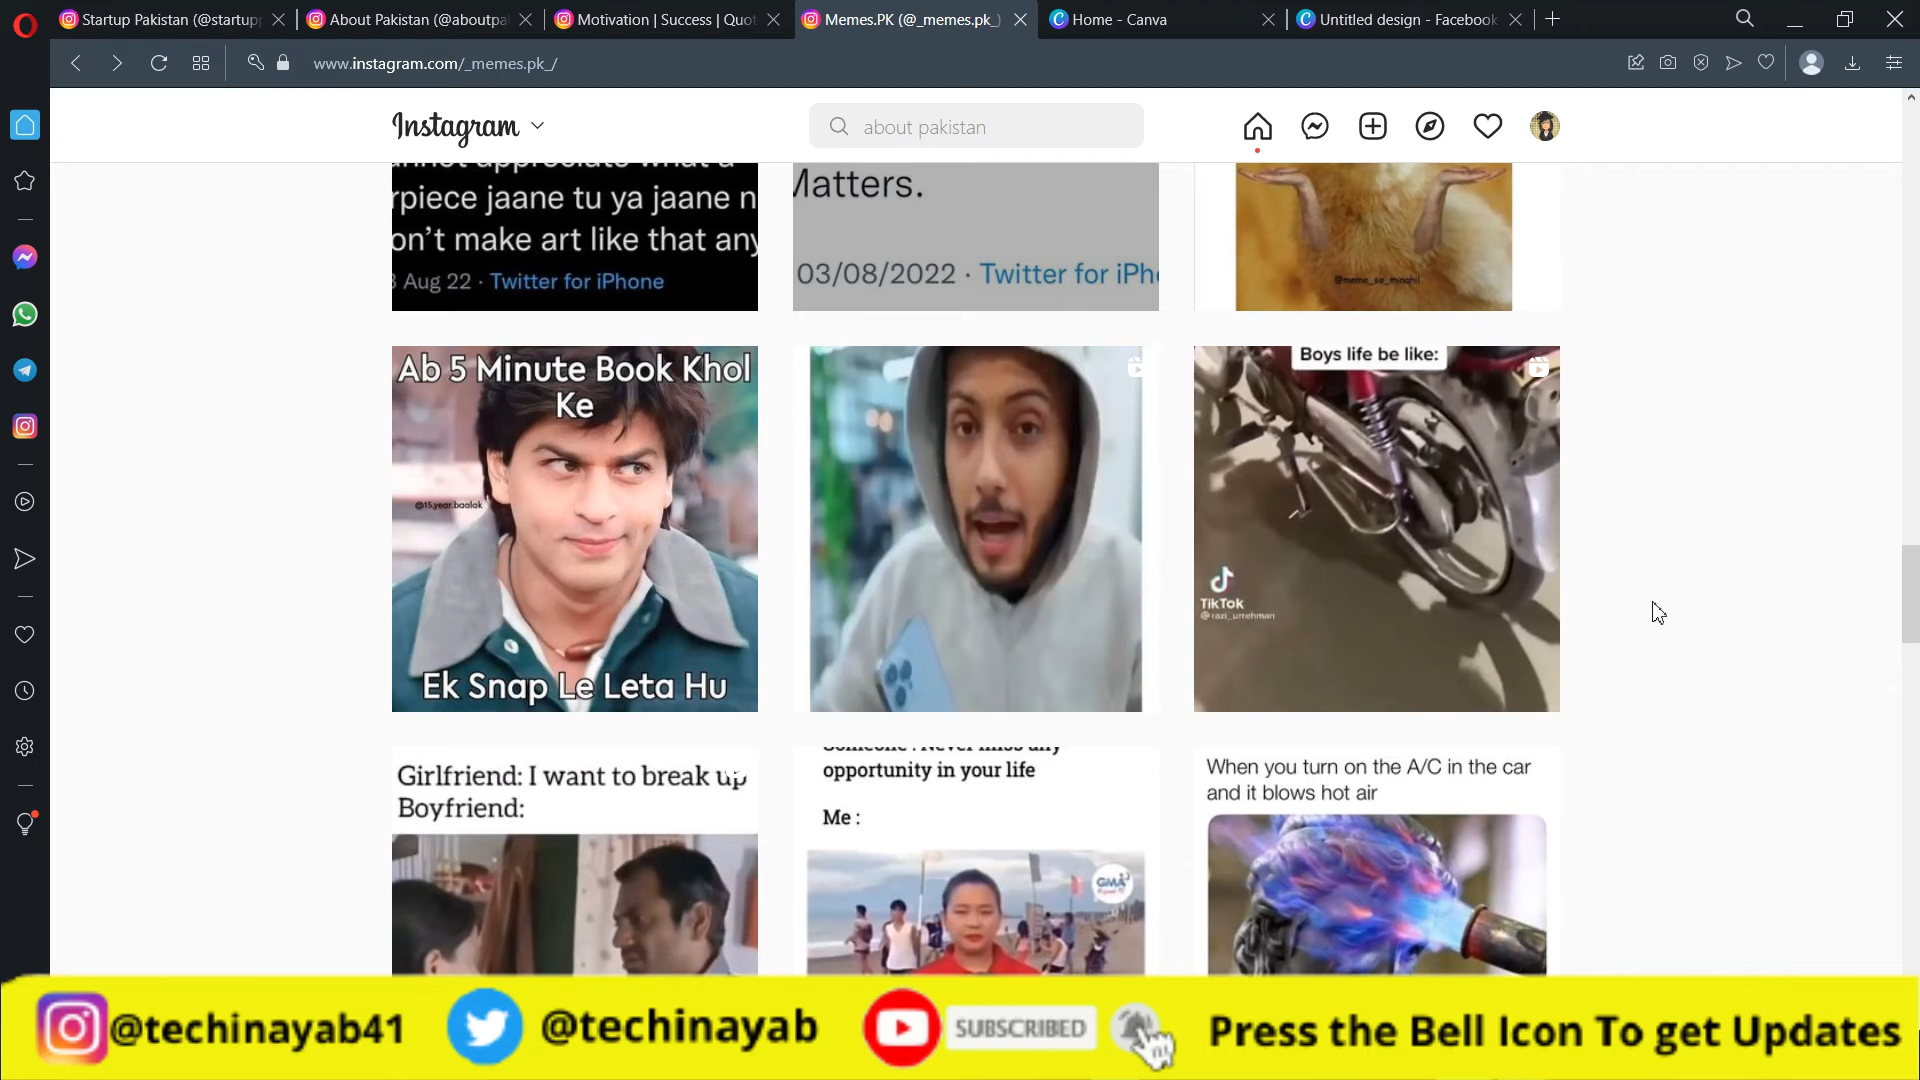 Startup Pakistan (@startup
About Pakistan (@aboutpa
Motivation | Success | Quot
Memes.PK (@_memes.pk_)
Home - Canva
Untitled design - Facebook
www.instagram.com/_memes.pk_/
Instagram
about pakistan
annot appreciate what a
rpiece jaane tu ya jaane n
on't make art like that any
3 Aug 22 · Twitter for iPhone
Matters.
03/08/2022 · Twitter for iPh
@meme_se_minahil
Ab 5 Minute Book Khol
Ke
@15.year.baalak
Ek Snap Le Leta Hu
Boys life be like:
TikTok
@razi_urrehman
Girlfriend: I want to break up
Boyfriend:
Someone : Never miss any
opportunity in your life
Me :
GMA
When you turn on the A/C in the car
and it blows hot air
@techinayab41
@techinayab
SUBSCRIBED
Press the Bell Icon To get Updates